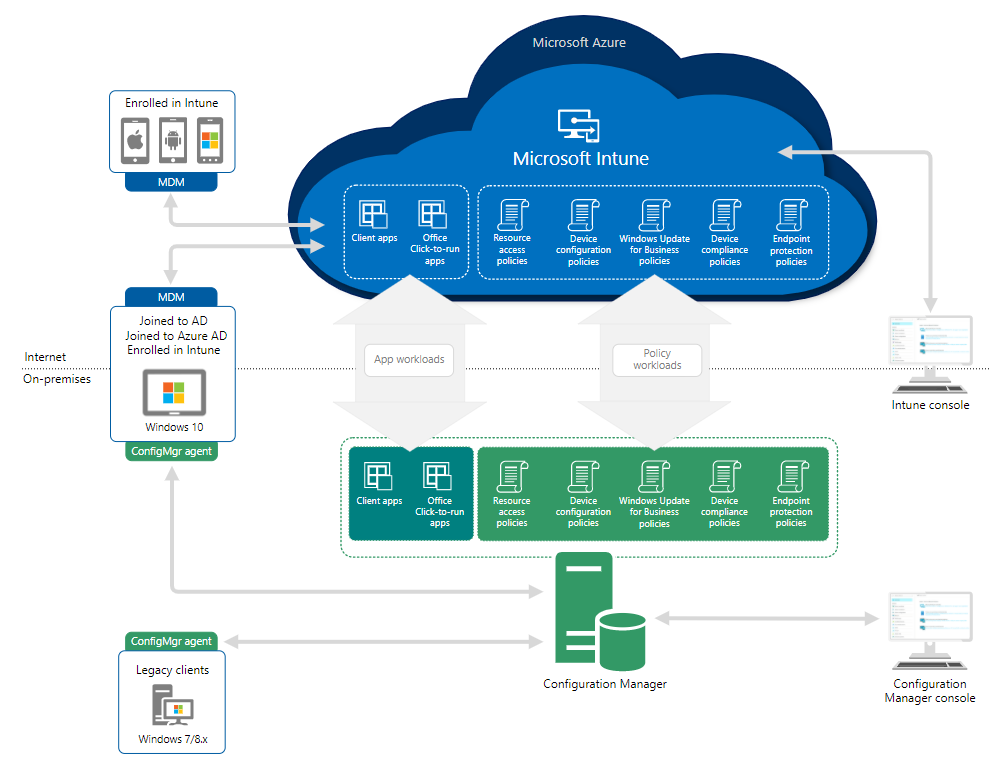 Microsoft Azure
Enrolled in Intune
MDM
Microsoft Intune
Client apps
Office
Click-to-run
apps
Resource
access
policies
Device
configuration
policies
Windows Update
for Business
policies
Device
compliance
policies
Endpoint
protection
policies
MDM
Joined to AD
Joined to Azure AD
Enrolled in Intune
Windows 10
ConfigMgr agent
Internet
On-premises
App workloads
Policy
workloads
Intune console
Client apps
Office
Click-to-run
apps
Resource
access
policies
Device
configuration
policies
Windows Update
for Business
policies
Device
compliance
policies
Endpoint
protection
policies
ConfigMgr agent
Legacy clients
Windows 7/8.x
Configuration Manager
Configuration
Manager console